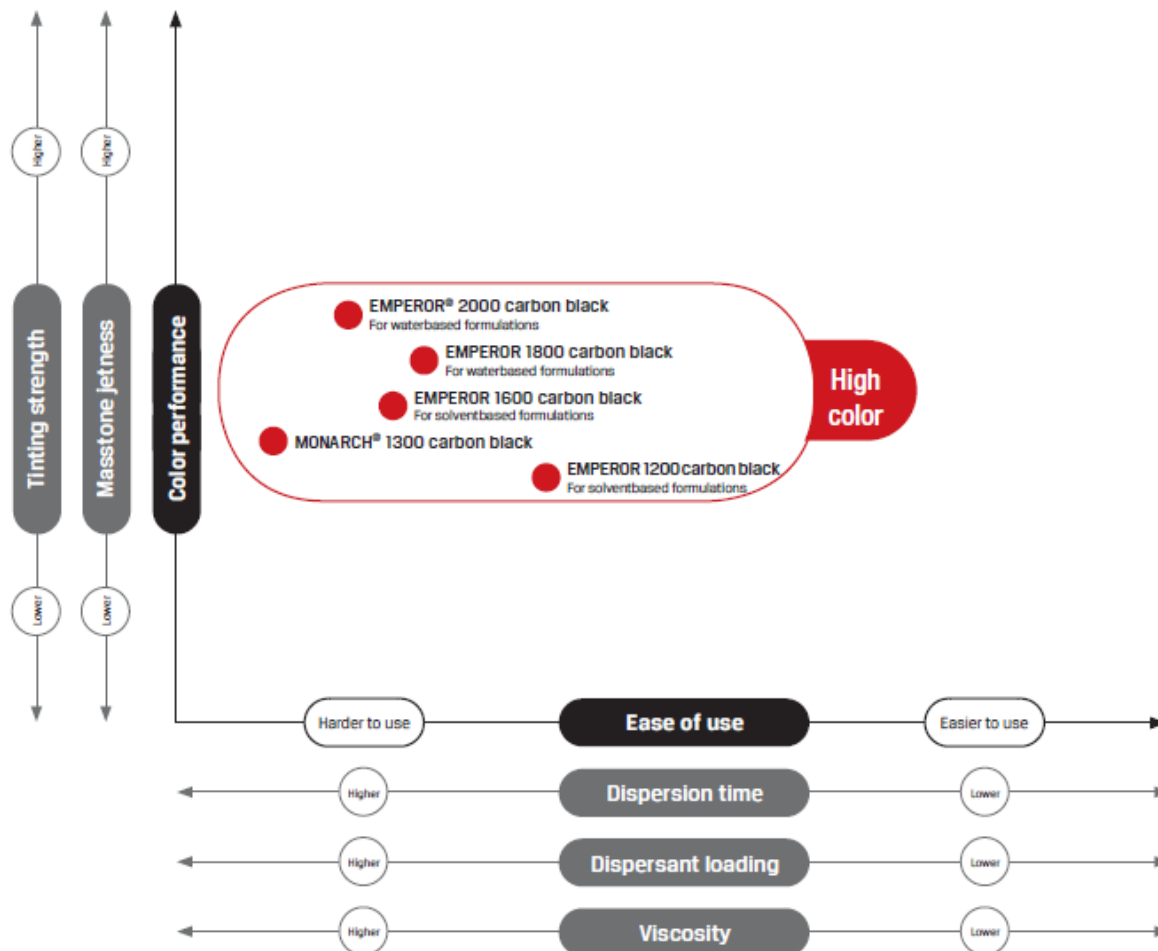 Higher
Higher
Tinting strength
Masstone jetness
Color performance
EMPEROR® 2000 carbon black
For waterbased formulations
EMPEROR 1800 carbon black
For waterbased formulations
EMPEROR 1600 carbon black
For solventbased formulations
MONARCH® 1300 carbon black
EMPEROR 1200 carbon black
For solventbased formulations
High
color
Lower
Lower
Harder to use
Ease of use
Easier to use
Higher
Dispersion time
Lower
Higher
Dispersant loading
Lower
Higher
Viscosity
Lower